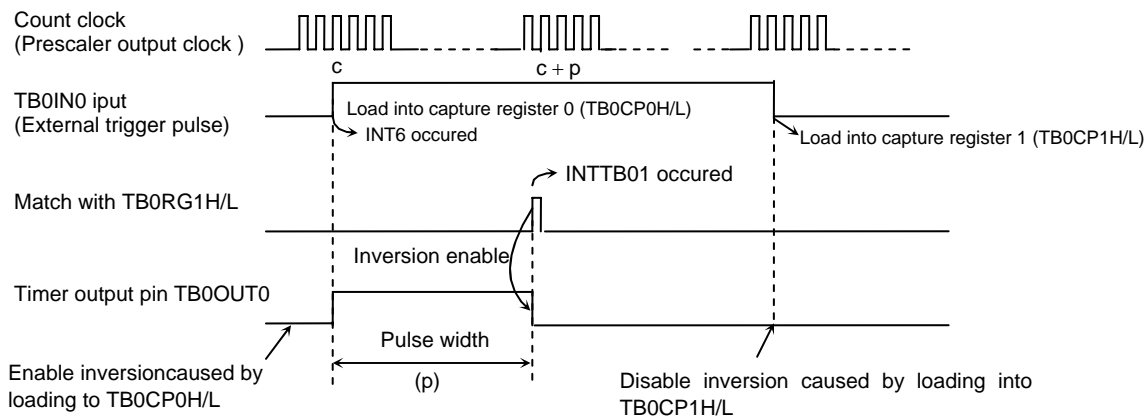 Count clock
(Prescaler output clock )
c
c + p
TB0IN0 iput
(External trigger pulse)
Load into capture register 0 (TB0CP0H/L)
INT6 occured
Load into capture register 1 (TB0CP1H/L)
INTTB01 occured
Match with TB0RG1H/L
Inversion enable
Timer output pin TB0OUT0
Pulse width
(p)
Enable inversioncaused by
loading to TB0CP0H/L
Disable inversion caused by loading into
TB0CP1H/L